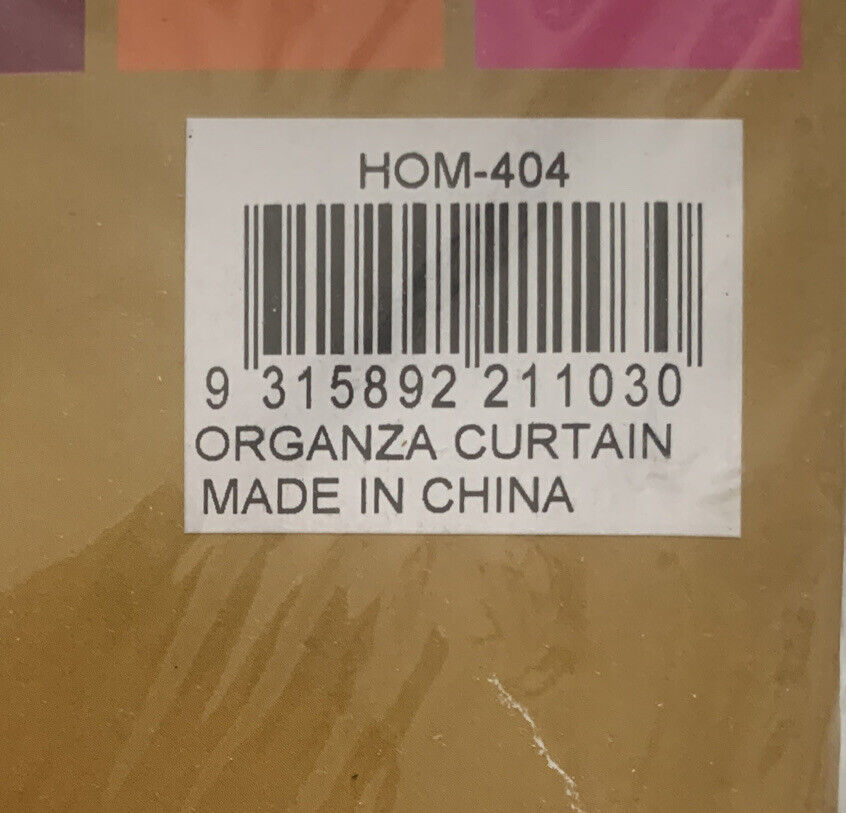 HOM-404
9 315892 211030
ORGANZA CURTAIN
MADE IN CHINA